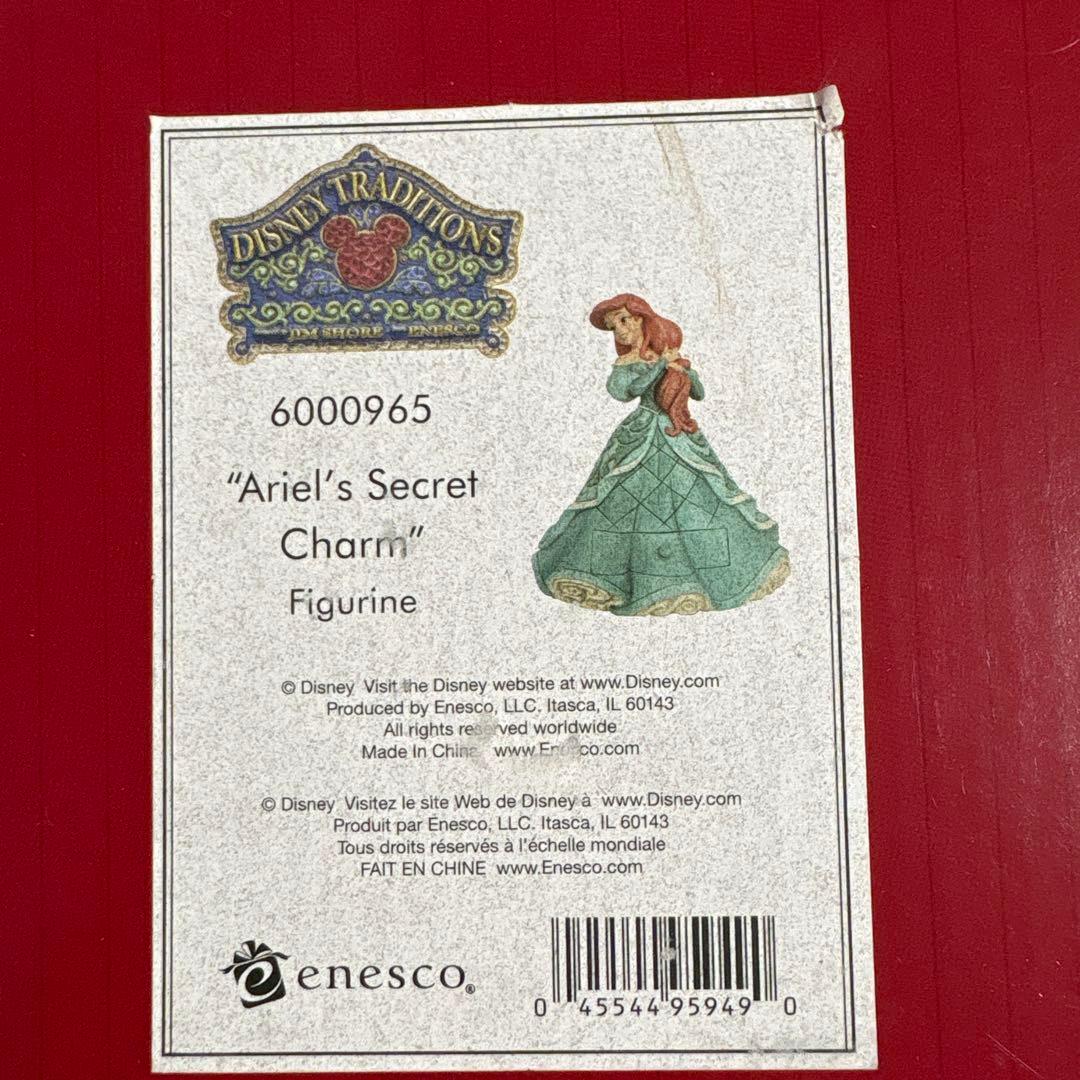 DISNEY TRADITIONS
JIM SHORE ENESCO
6000965
“Ariel's Secret
Charm”
Figurine
© Disney Visit the Disney website at www.Disney.com
Produced by Enesco, LLC. Itasca, IL 60143
All rights reserved worldwide
Made In China www.Enesco.com
© Disney Visitez le site Web de Disney à www.Disney.com
Produit par Enesco, LLC. Itasca, IL 60143
Tous droits réservés à l'échelle mondiale
FAIT EN CHINE www.Enesco.com
enesco®
0 45544 95949 0